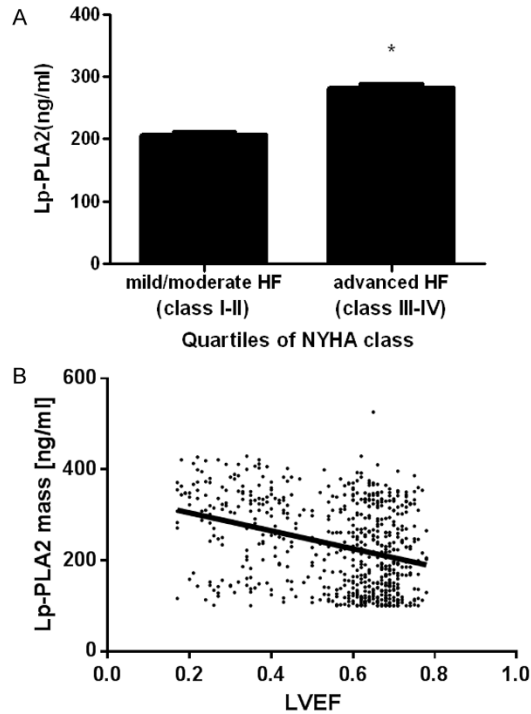 A
Lp-PLA2(ng/ml)
400
300
200
100
0
*
mild/moderate HF
(class I-II)
advanced HF
(class III-IV)
Quartiles of NYHA class
B
Lp-PLA2 mass [ng/ml]
600
400
200
0
0.0 0.2 0.4 0.6 0.8 1.0
LVEF